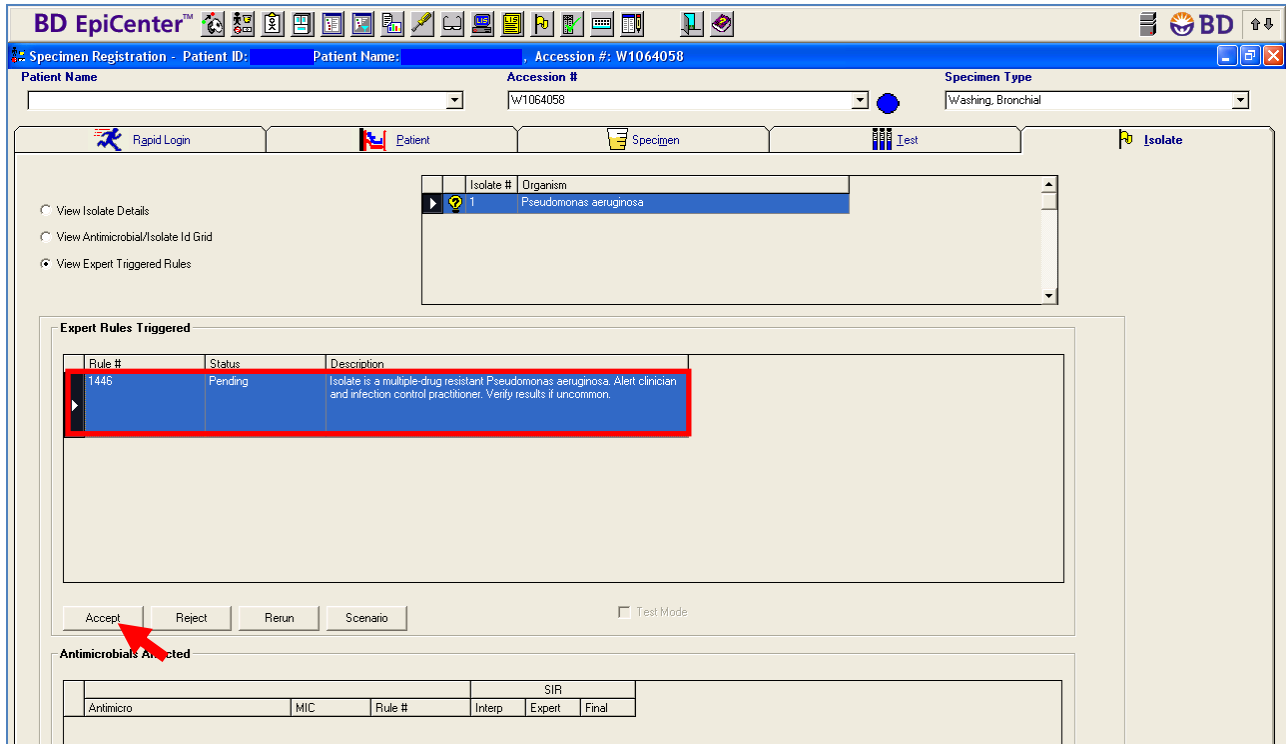 BD EpiCenter™
BD
Specimen Registration - Patient ID: Patient Name: , Accession #: W1064058
Patient Name Accession # Specimen Type
W1064058 Washing, Bronchial
Rapid Login Patient Specimen Test Isolate
Isolate # Organism
1 Pseudomonas aeruginosa
View Isolate Details
View Antimicrobial/Isolate Id Grid
View Expert Triggered Rules
Expert Rules Triggered
Rule # Status Description
1446 Pending Isolate is a multiple-drug resistant Pseudomonas aeruginosa. Alert clinician
and infection control practitioner. Verify results if uncommon.
Accept Reject Rerun Scenario Test Mode
Antimicrobials
SIR
Antimicro MIC Rule # Interp Expert Final